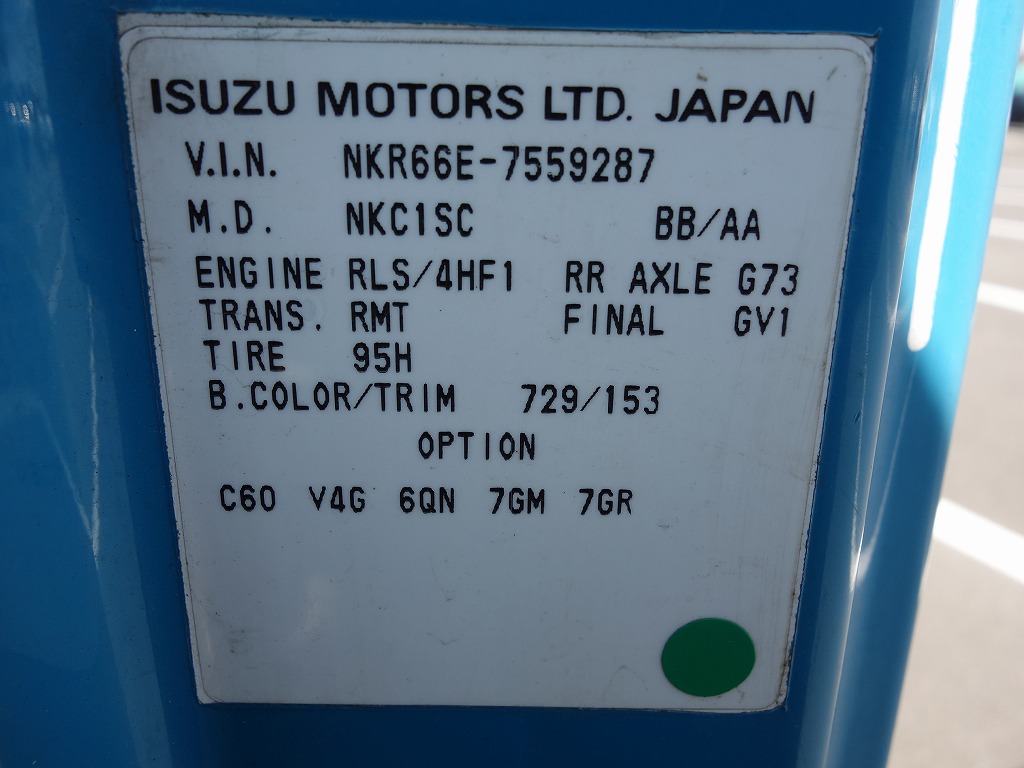 ISUZU MOTORS LTD. JAPAN
V.I.N. NKR66E-7559287
M.D. NKC1SC BB/AA
ENGINE RLS/4HF1 RR AXLE G73
TRANS. RMT FINAL GV1
TIRE 95H
B.COLOR/TRIM 729/153
OPTION
C60 V4G 6QN 7GM 7GR